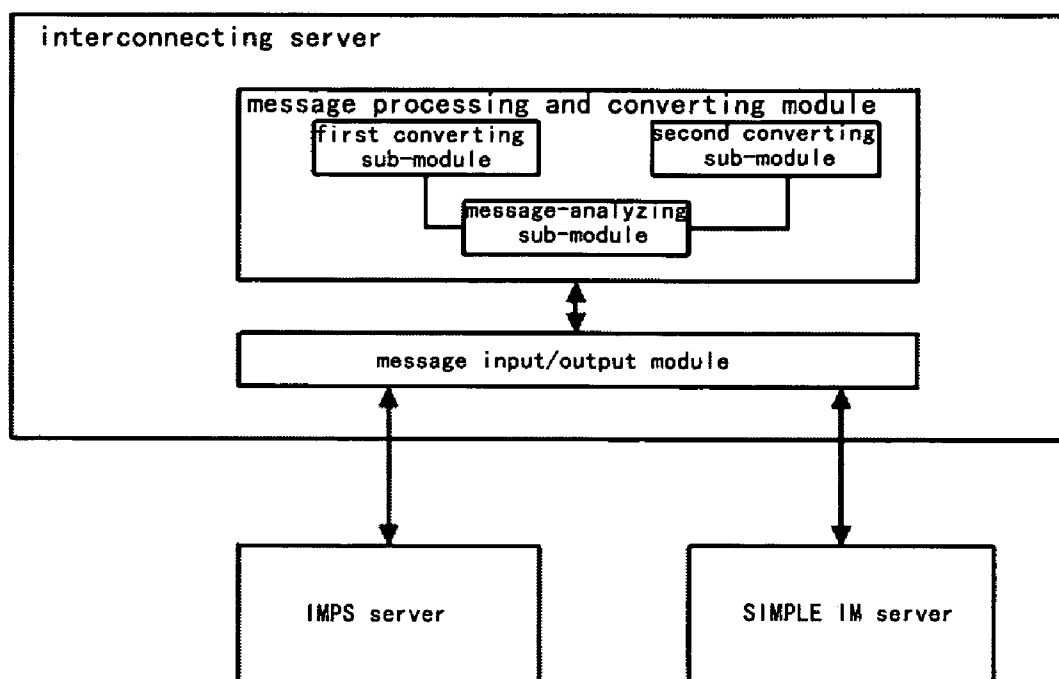 interconnecting server
message processing and converting module
first converting
sub-module
second converting
sub-module
message-analyzing
sub-module
message input/output module
IMPS server
SIMPLE IM server